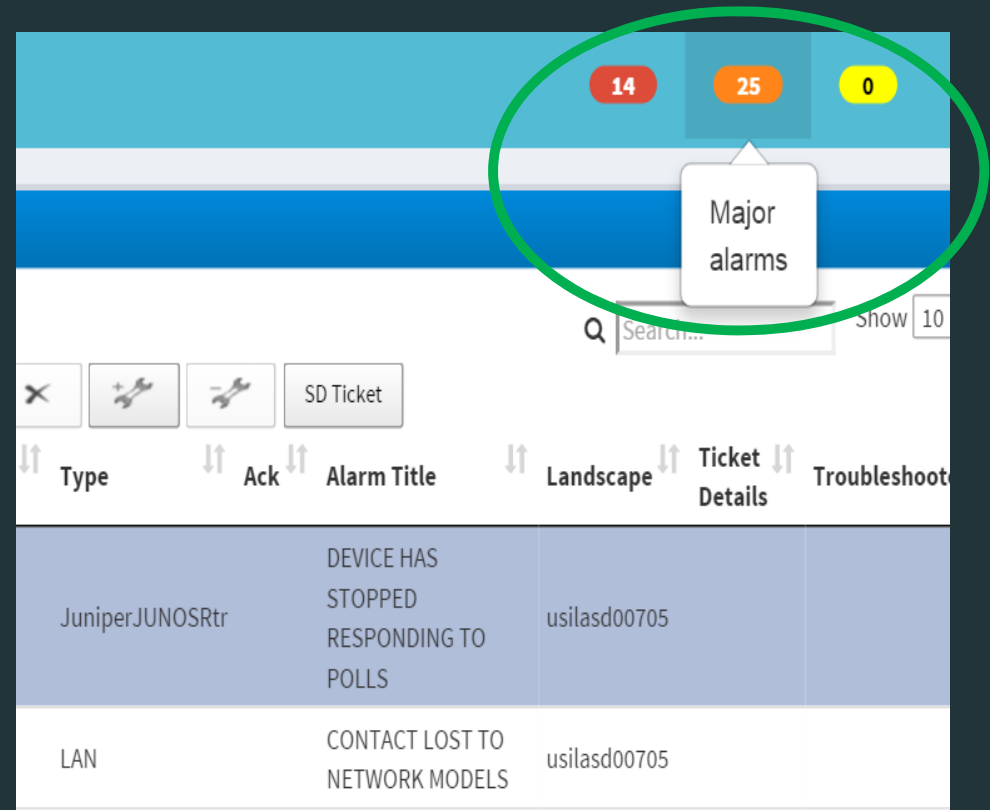 14 25 0
Major
alarms
Search...
Show 10
SD Ticket
Type Ack Alarm Title Landscape Ticket Details
JuniperJUNOSRtr
DEVICE HAS
STOPPED
RESPONDING TO
POLLS
usilasd00705
LAN
CONTACT LOST TO
NETWORK MODELS
usilasd00705